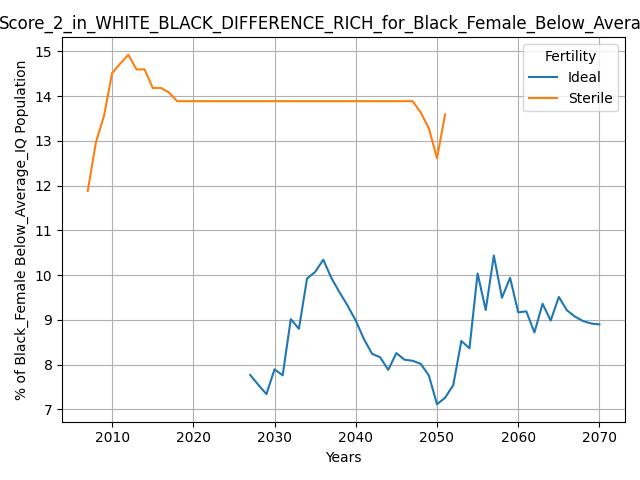 Score_2_in_WHITE_BLACK_DIFFERENCE_RICH_for_Black_Female_Below_Avera
% of Black_Female Below_Average_IQ Population
15
14
13
12
11
10
9
8
7
Fertility
Ideal
Sterile
2010 2020 2030 2040 2050 2060 2070
Years